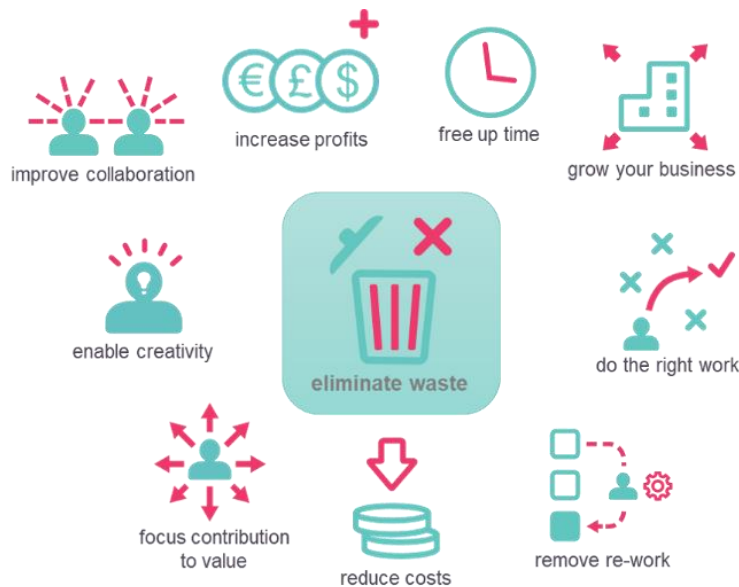 increase profits
free up time
improve collaboration
grow your business
enable creativity
eliminate waste
do the right work
focus contribution
to value
reduce costs
remove re-work
€ £ $